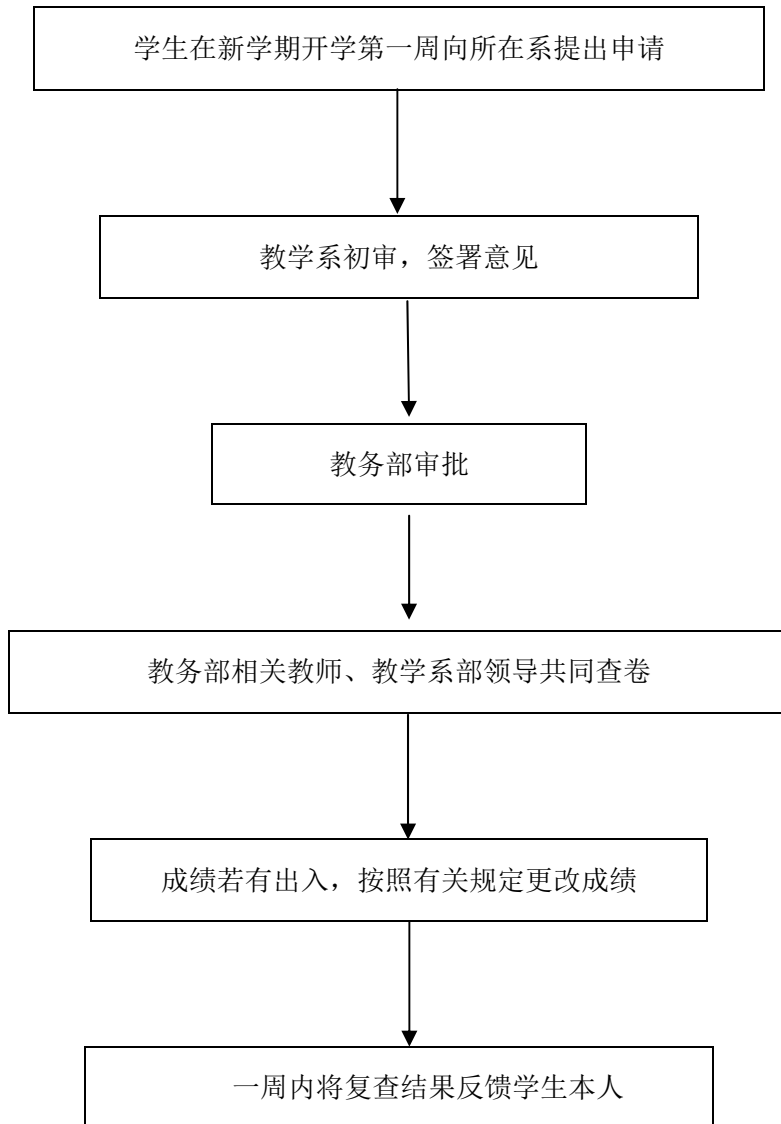 学生在新学期开学第一周向所在系提出申请
教学系初审，签署意见
教务部审批
教务部相关教师、教学系部领导共同查卷
成绩若有出入，按照有关规定更改成绩
一周内将复查结果反馈学生本人